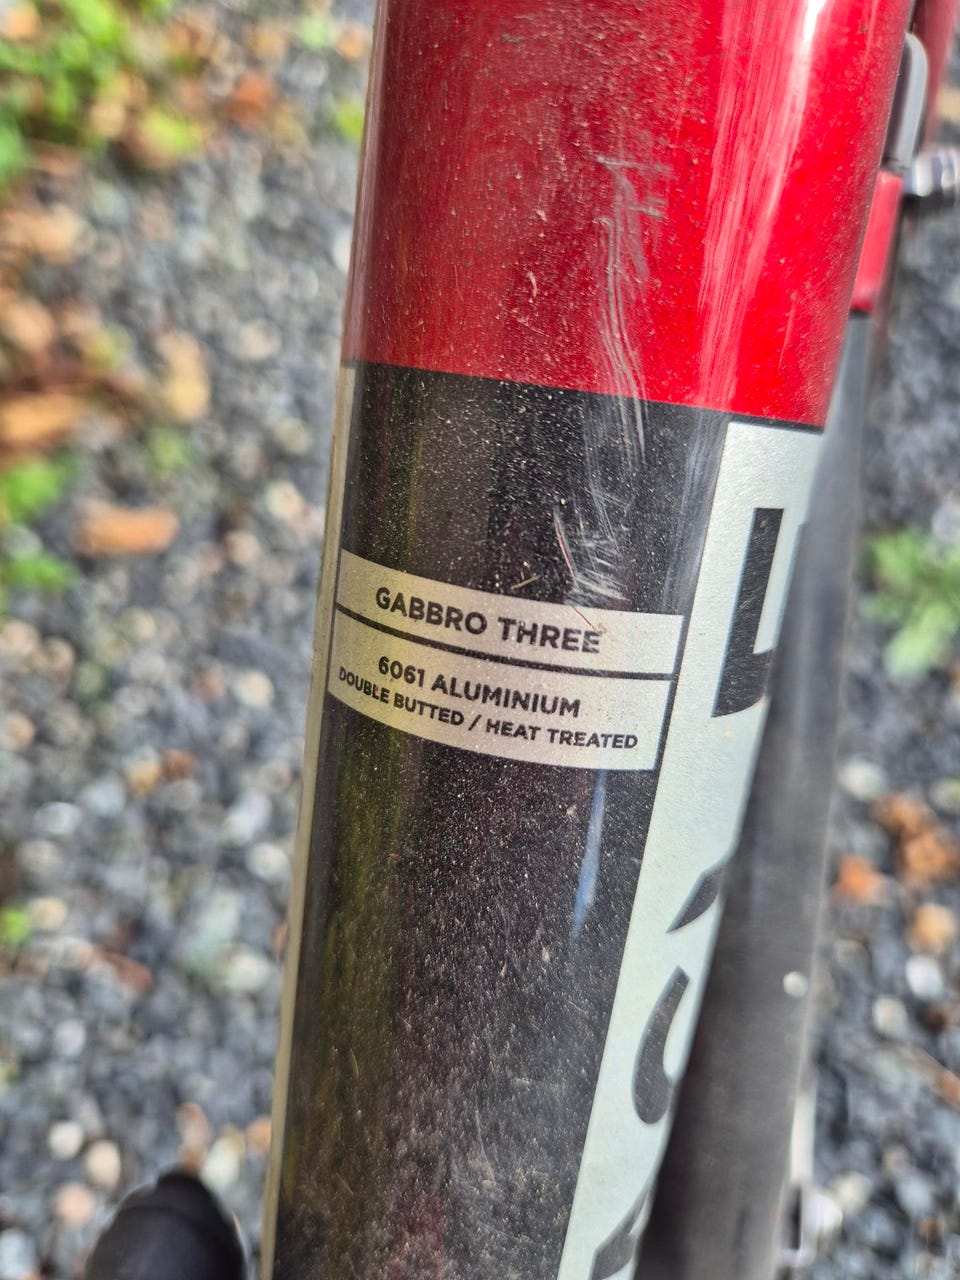 GABBRO THREE
6061 ALUMINIUM
DOUBLE BUTTED / HEAT TREATED